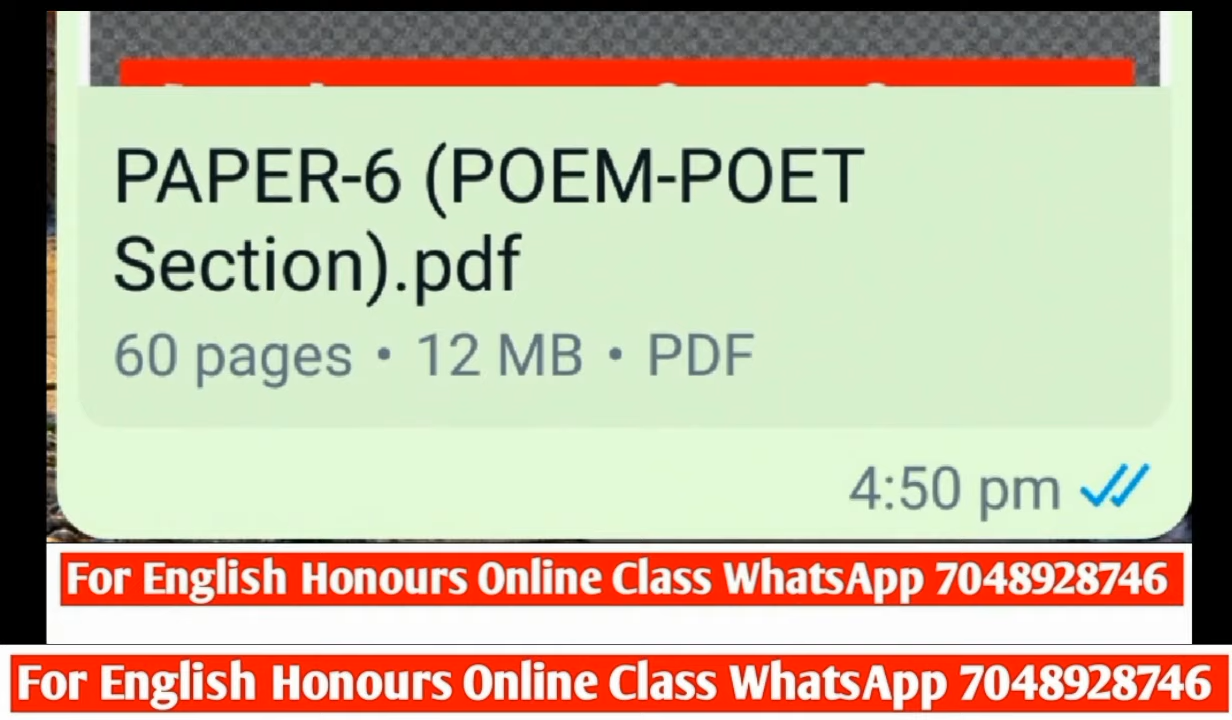 PAPER-6 (POEM-POET
Section).pdf
60 pages • 12 MB • PDF
4:50 pm
For English Honours Online Class WhatsApp 7048928746
For English Honours Online Class WhatsApp 7048928746